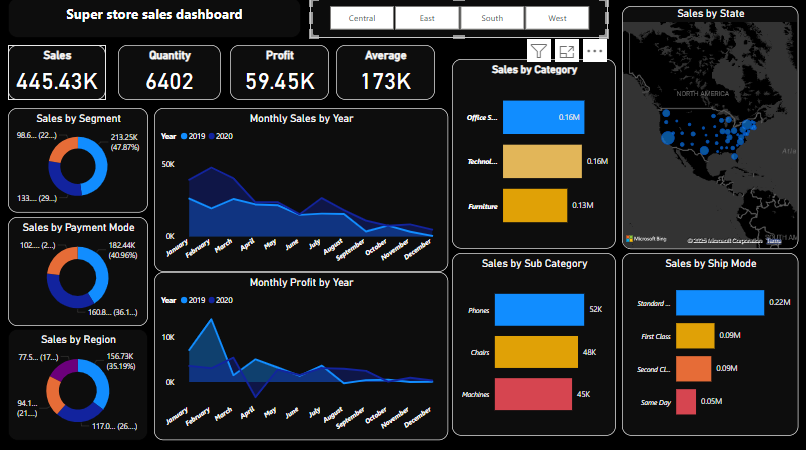 Super store sales dashboard
Central
East
South
West
Sales
445.43K
Quantity
6402
Profit
59.45K
Average
173K
Sales by Segment
98.6... (22...)
213.25K
(47.87%)
133.... (29...)
Sales by Payment Mode
102.... (2...)
182.44K
(40.96%)
160.8... (36.1...)
Sales by Region
77.5... (17...)
156.73K
(35.19%)
94.1...
(21....)
117.0... (26....)
Monthly Sales by Year
Year 2019 2020
50K
0K
January
February
March
April
May
June
July
August
September
October
November
December
Monthly Profit by Year
Year 2019 2020
10K
0K
January
February
March
April
May
June
July
August
September
October
November
December
Sales by Category
Office S...
0.16M
Technol...
0.16M
Furniture
0.13M
Sales by Sub Category
Phones
52K
Chairs
48K
Machines
45K
Sales by State
NORTH AMERICA
Atla
SOUTH AM
Microsoft Bing
© 2025 Microsoft Corporation Terms
Sales by Ship Mode
Standard ...
0.22M
First Class
0.09M
Second Cl...
0.09M
Same Day
0.05M